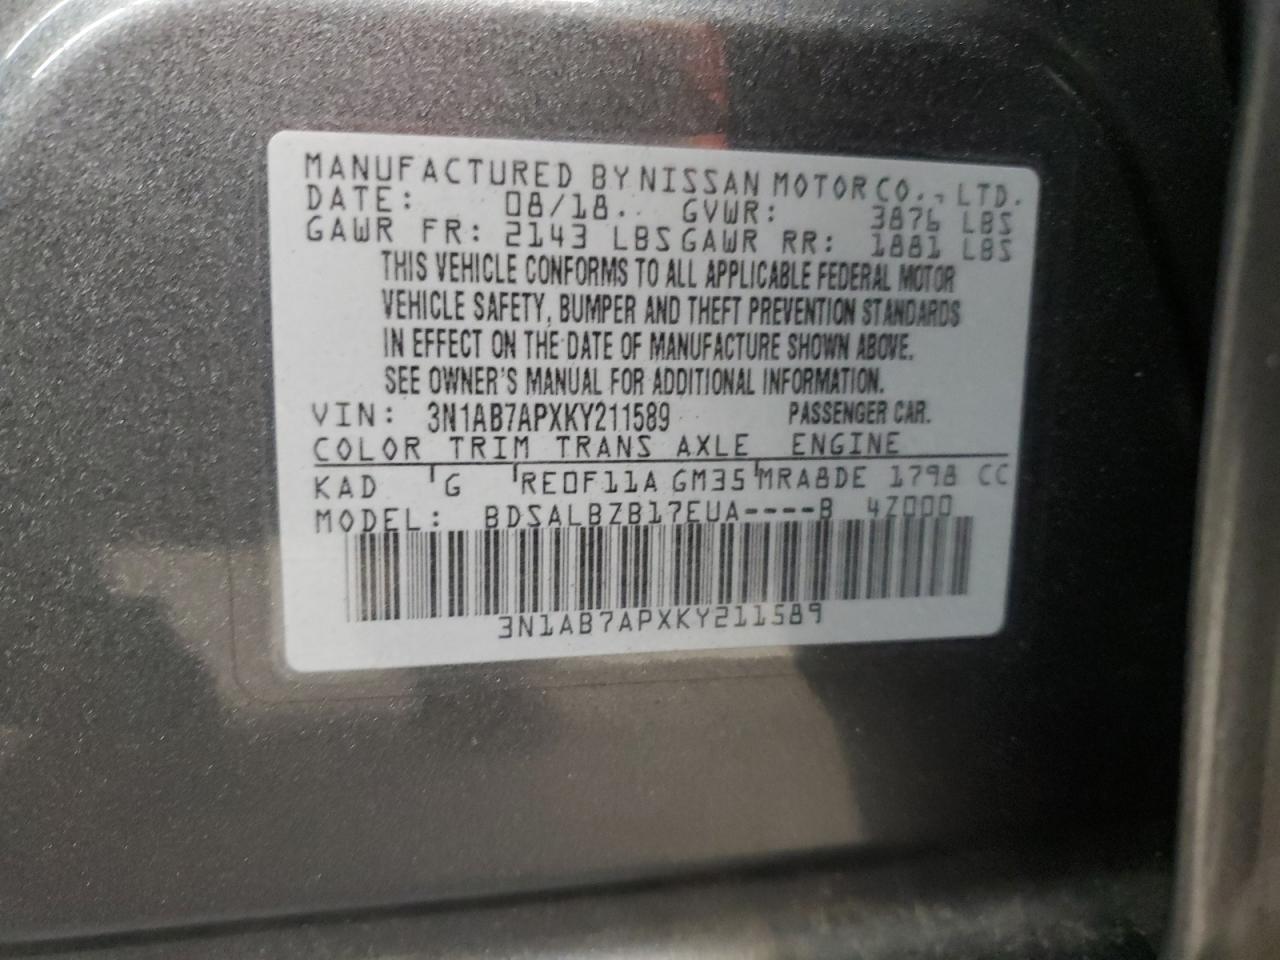 MANUFACTURED BY NISSAN MOTOR CO., LTD.
DATE: 08/18 GVWR: 3876 LBS
GAWR FR: 2143 LBS GAWR RR: 1881 LBS
THIS VEHICLE CONFORMS TO ALL APPLICABLE FEDERAL MOTOR
VEHICLE SAFETY, BUMPER AND THEFT PREVENTION STANDARDS
IN EFFECT ON THE DATE OF MANUFACTURE SHOWN ABOVE.
SEE OWNER'S MANUAL FOR ADDITIONAL INFORMATION.
VIN: 3N1AB7APXKY211589 PASSENGER CAR.
COLOR TRIM TRANS AXLE ENGINE
KAD G RE0F11A GM35 MRA8DE 1798 CC
MODEL: BDSALBZB17EUA----B 4Z000
3N1AB7APXKY211589